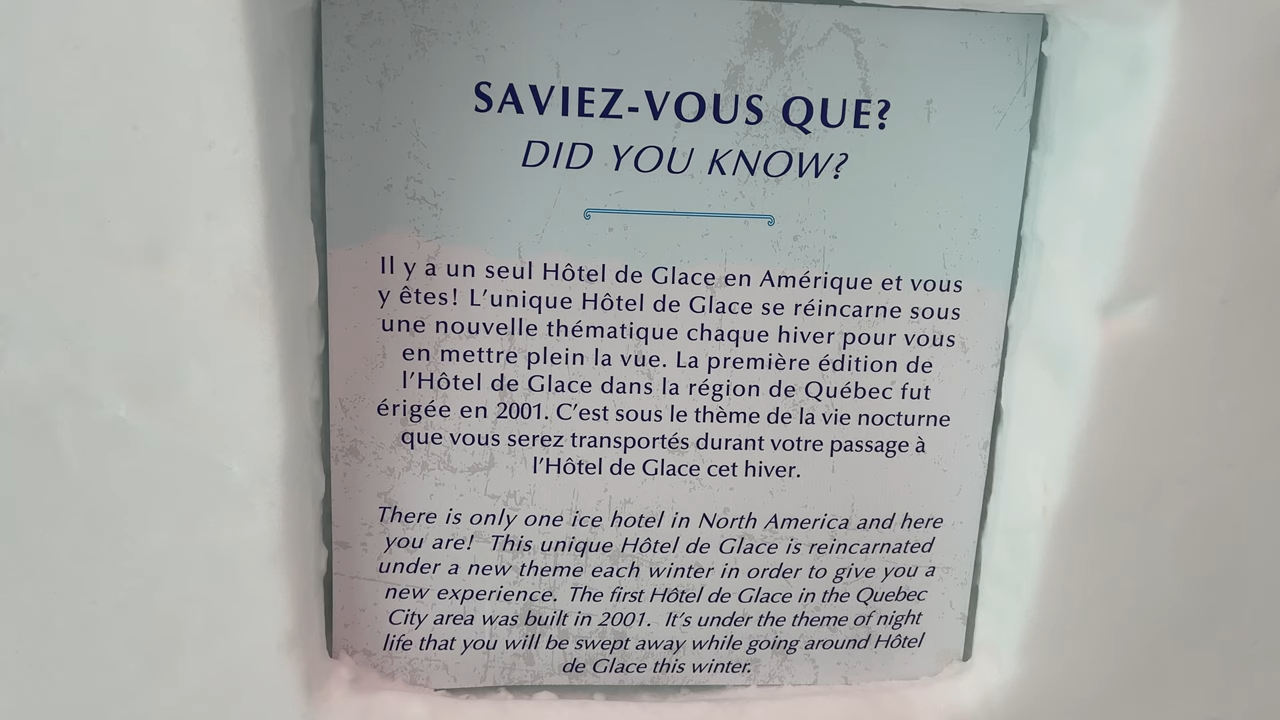 SAVIEZ-VOUS QUE?
DID YOU KNOW?
Il y a un seul Hôtel de Glace en Amérique et vous
y êtes! L'unique Hôtel de Glace se réincarne sous
une nouvelle thématique chaque hiver pour vous
en mettre plein la vue. La première édition de
l'Hôtel de Glace dans la région de Québec fut
érigée en 2001. C'est sous le thème de la vie nocturne
que vous serez transportés durant votre passage à
l'Hôtel de Glace cet hiver.
There is only one ice hotel in North America and here
you are! This unique Hôtel de Glace is reincarnated
under a new theme each winter in order to give you a
new experience. The first Hôtel de Glace in the Quebec
City area was built in 2001. It's under the theme of night
life that you will be swept away while going around Hôtel
de Glace this winter.